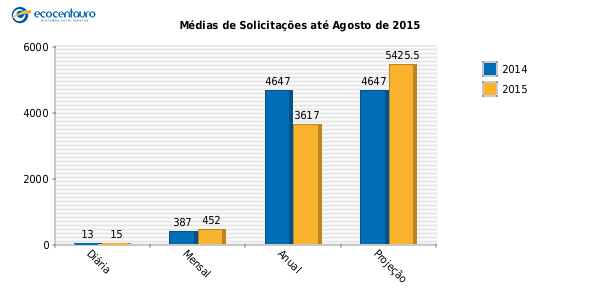 ecocentauro
Médias de Solicitações até Agosto de 2015
6000
4000
2000
0
13
15
387
452
4647
3617
4647
5425.5
Diária
Mensal
Anual
Projeção
2014
2015